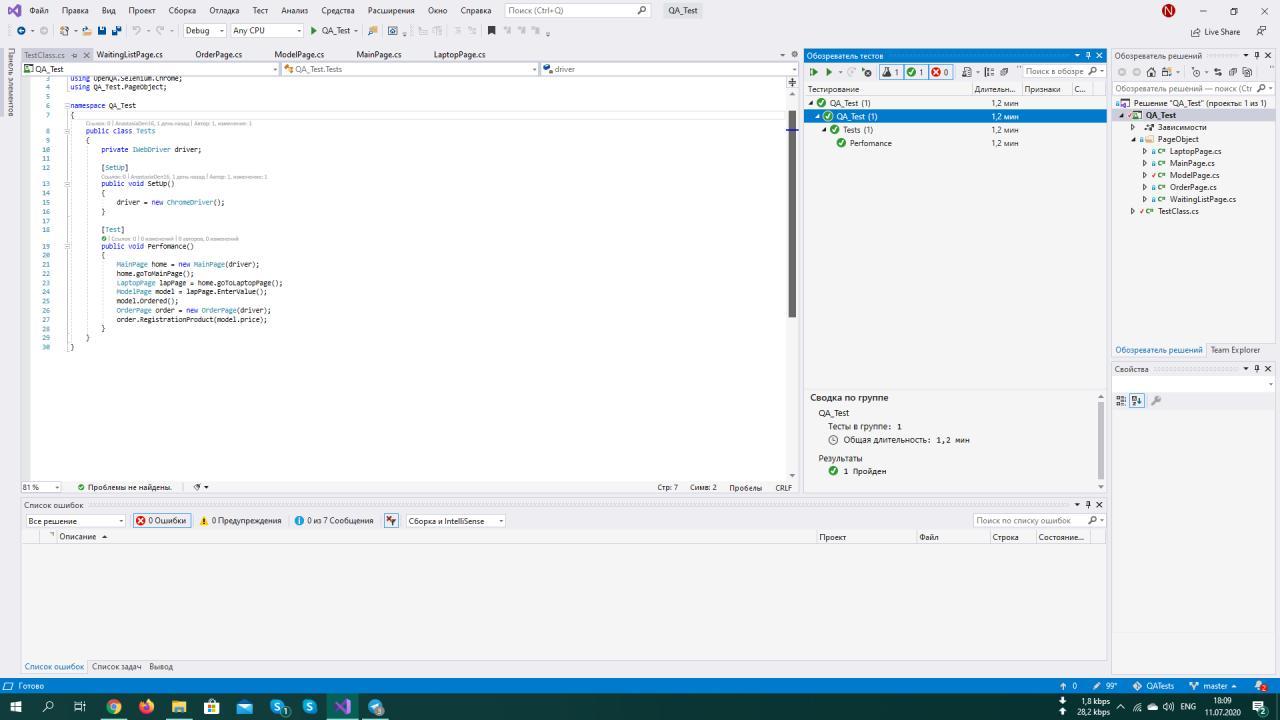 Файл Правка Вид Проект Сборка Отладка Тест Анализ Средства Расширения Окно Справка Поиск (Ctrl+Q) QA_Test N
Debug Any CPU QA_Test Live Share
Панель элементов
TestClass.cs WaitingListPage.cs OrderPage.cs ModelPage.cs MainPage.cs LaptopPage.cs
QA_Test QA_Test.Tests driver
3 using OpenQA.Selenium.Chrome;
4 using QA_Test.PageObject;
5
6 namespace QA_Test
7 {
Ссылок: 0 | AnastasiaDen16, 1 день назад | Автор: 1, изменение: 1
8 public class Tests
9 {
10 private IWebDriver driver;
11
12 [SetUp]
Ссылок: 0 | AnastasiaDen16, 1 день назад | Автор: 1, изменение: 1
13 public void SetUp()
14 {
15 driver = new ChromeDriver();
16 }
17
18 [Test]
Ссылок: 0 | 0 изменений | 0 авторов, 0 изменений
19 public void Perfomance()
20 {
21 MainPage home = new MainPage(driver);
22 home.goToMainPage();
23 LaptopPage lapPage = home.goToLaptopPage();
24 ModelPage model = lapPage.EnterValue();
25 model.Ordered();
26 OrderPage order = new OrderPage(driver);
27 order.RegistrationProduct(model.price);
28 }
29 }
30 }
81 % Проблемы не найдены. Стр: 7 Симв: 2 Пробелы CRLF
Обозреватель тестов
1 1 0 Поиск в обозре
Тестирование Длительн... Признаки С...
QA_Test (1) 1,2 мин
QA_Test (1) 1,2 мин
Tests (1) 1,2 мин
Perfomance 1,2 мин
Сводка по группе
QA_Test
Тесты в группе: 1
Общая длительность: 1,2 мин
Результаты
1 Пройден
Обозреватель решений
Обозреватель решений — поиск (Ctrl
Решение "QA_Test" (проекты: 1 из 1)
QA_Test
Зависимости
PageObject
LaptopPage.cs
MainPage.cs
ModelPage.cs
OrderPage.cs
WaitingListPage.cs
TestClass.cs
Обозреватель решений Team Explorer
Свойства
Список ошибок
Все решение 0 Ошибки 0 Предупреждения 0 из 7 Сообщения Сборка и IntelliSense Поиск по списку ошибок
Описание Проект Файл Строка Состояние...
Список ошибок Список задач Вывод
Готово 0 99* QATests master 2
1,8 kbps 28,2 kbps ENG 18:09 11.07.2020 2